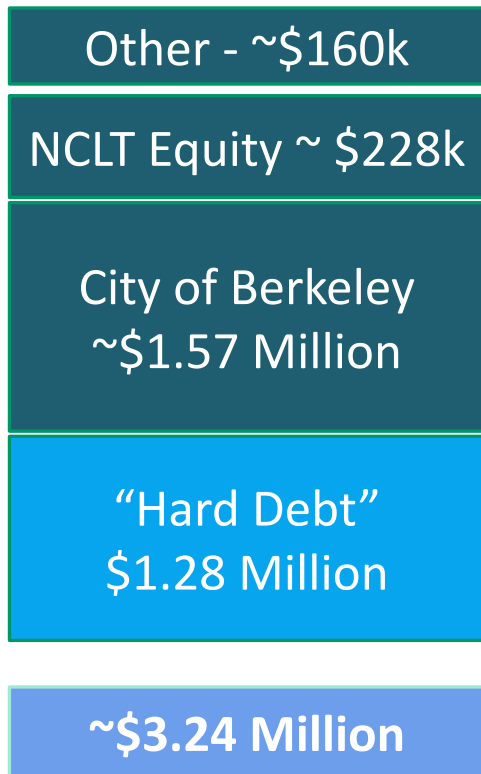 Other - ~$160k
NCLT Equity ~ $228k
City of Berkeley
~$1.57 Million
“Hard Debt”
$1.28 Million
~$3.24 Million